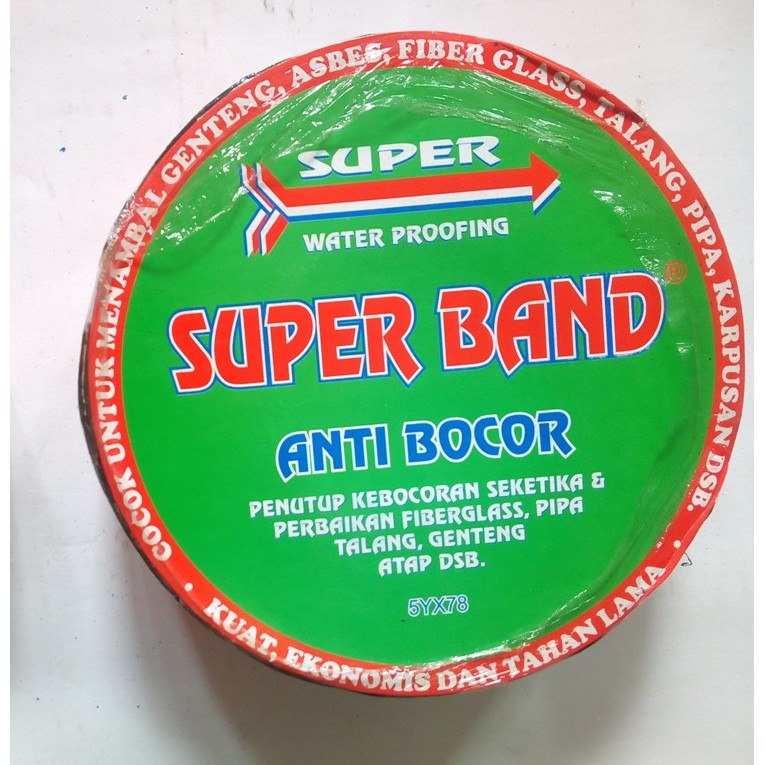 COCOK UNTUK MENAMBAL GENTENG, ASBES, FIBER GLASS, TALANG, PIPA, KARPUSAN DSB.
SUPER
WATER PROOFING
SUPER BAND®
ANTI BOCOR
PENUTUP KEBOCORAN SEKETIKA &
PERBAIKAN FIBERGLASS, PIPA
TALANG, GENTENG
ATAP DSB.
5YX78
• KUAT, EKONOMIS DAN TAHAN LAMA •